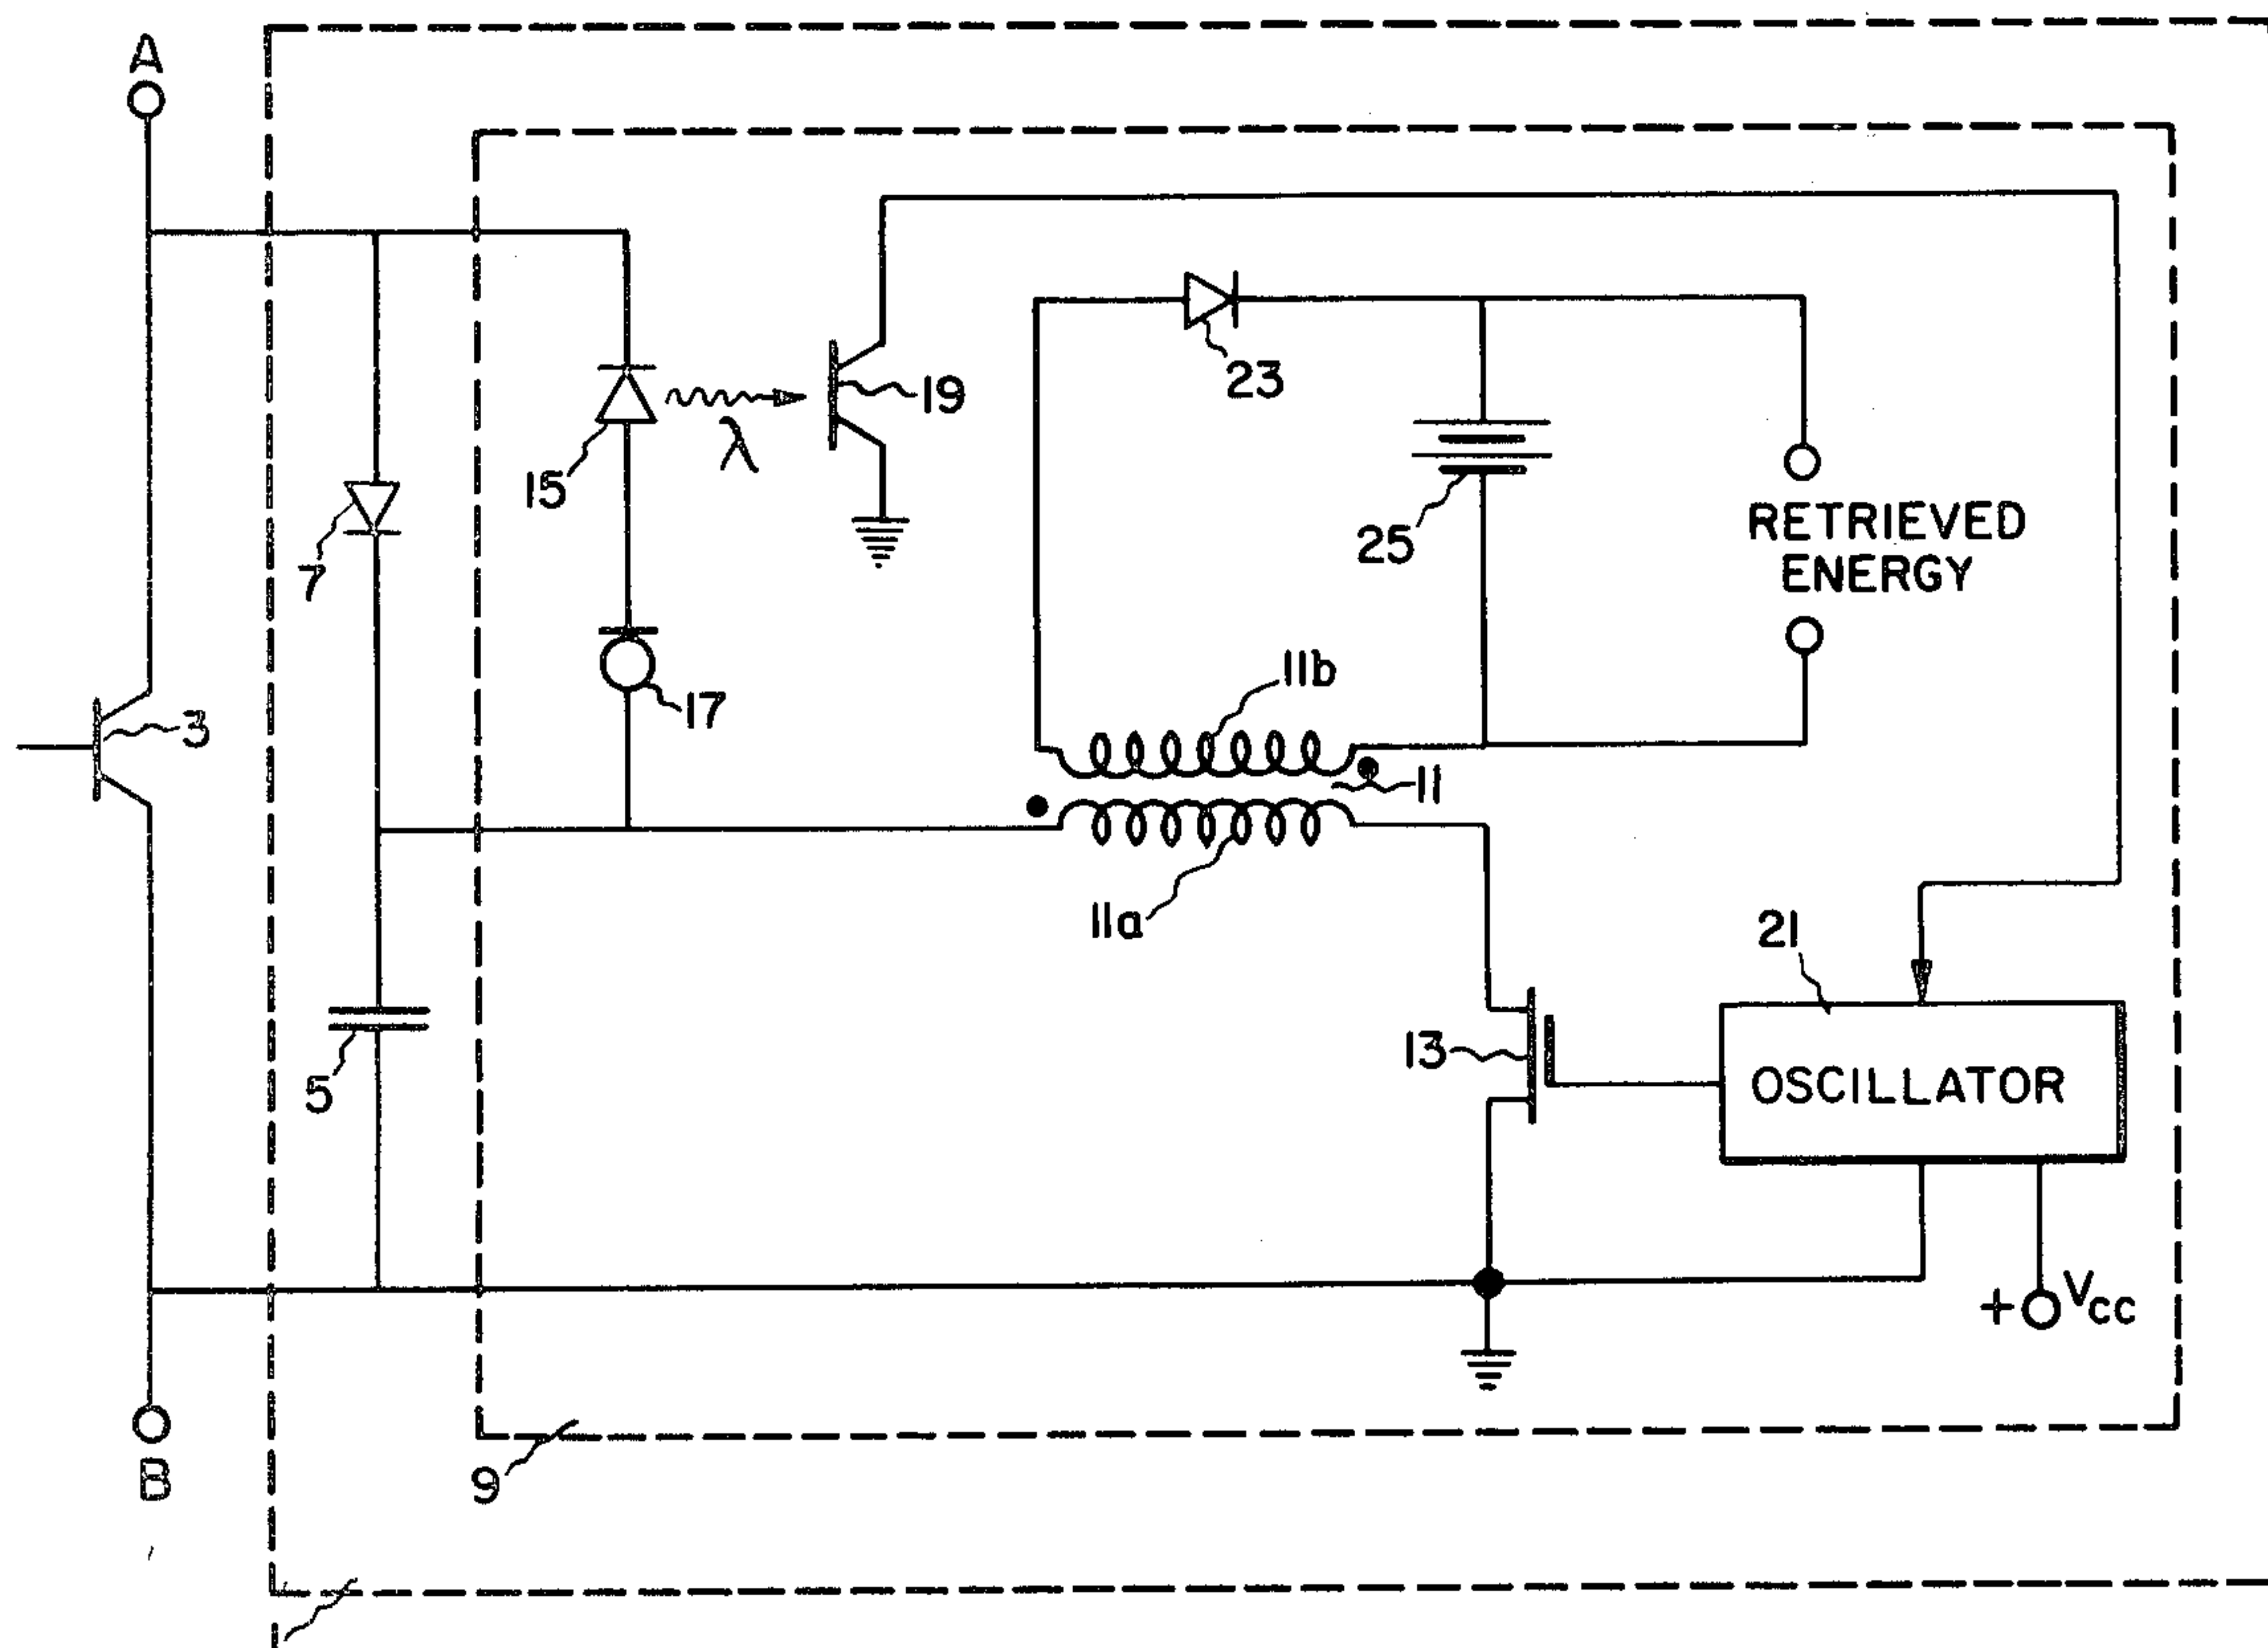 A
23
19
λ
15
25
RETRIEVED
ENERGY
7
11b
17
3
11
11a
21
13
OSCILLATOR
5
+ Vcc
B
9